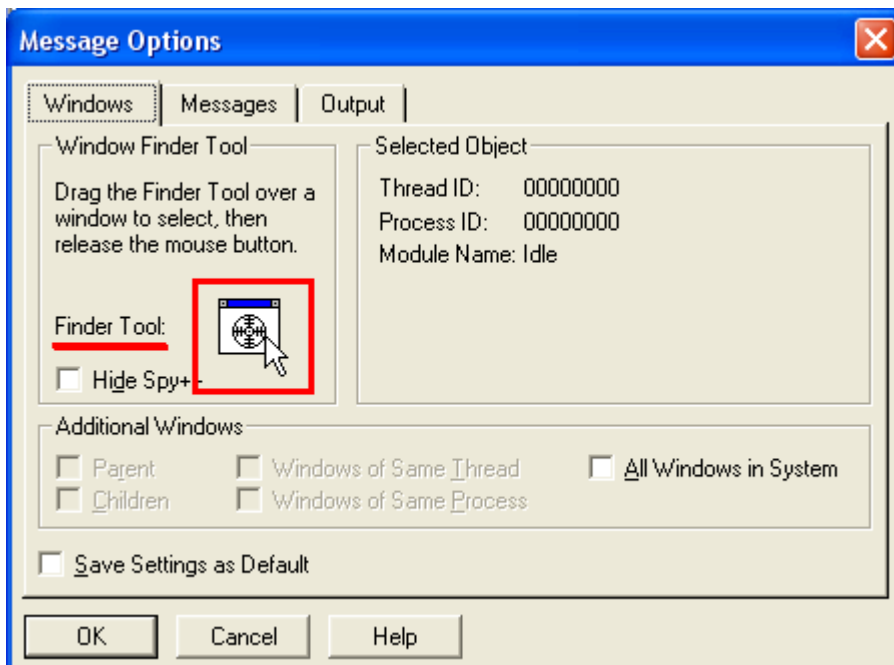 Message Options
Windows
Messages
Output
Window Finder Tool
Drag the Finder Tool over a
window to select, then
release the mouse button.
Finder Tool:
Hide Spy++
Selected Object
Thread ID: 00000000
Process ID: 00000000
Module Name: Idle
Additional Windows
Parent
Windows of Same Thread
All Windows in System
Children
Windows of Same Process
Save Settings as Default
OK
Cancel
Help